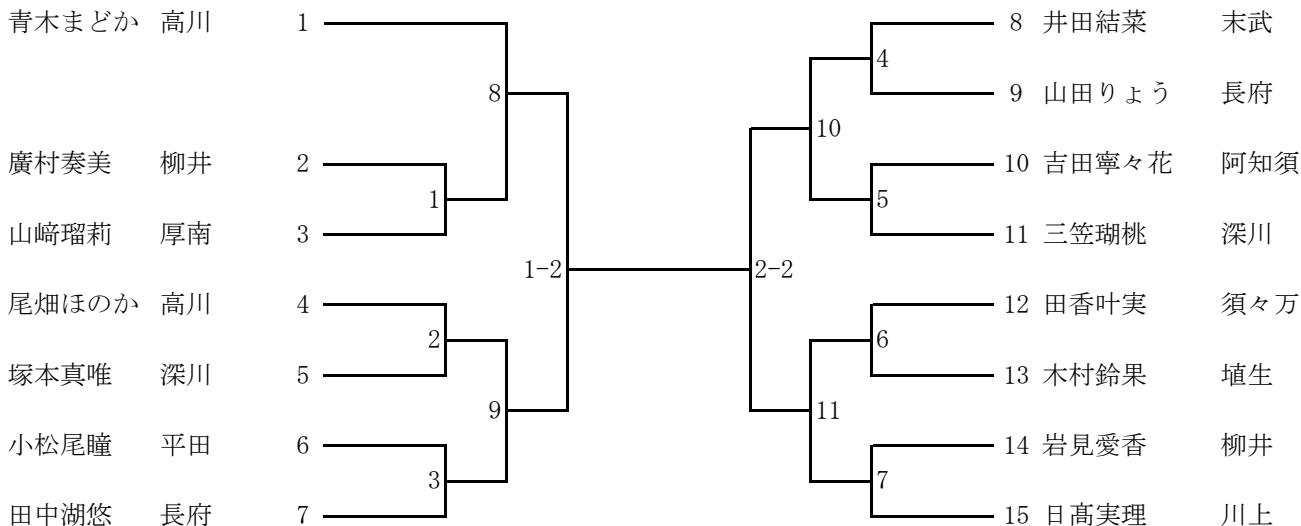 青木まどか 高川 1
8 井田結菜 末武
4
8
9 山田りょう 長府
10
廣村奏美 柳井 2
10 吉田寧々花 阿知須
1
5
山﨑瑠莉 厚南 3
11 三笠瑚桃 深川
1-2
2-2
尾畑ほのか 高川 4
12 田香叶実 須々万
2
6
塚本真唯 深川 5
13 木村鈴果 埴生
9
11
小松尾瞳 平田 6
14 岩見愛香 柳井
3
7
田中湖悠 長府 7
15 日髙実理 川上